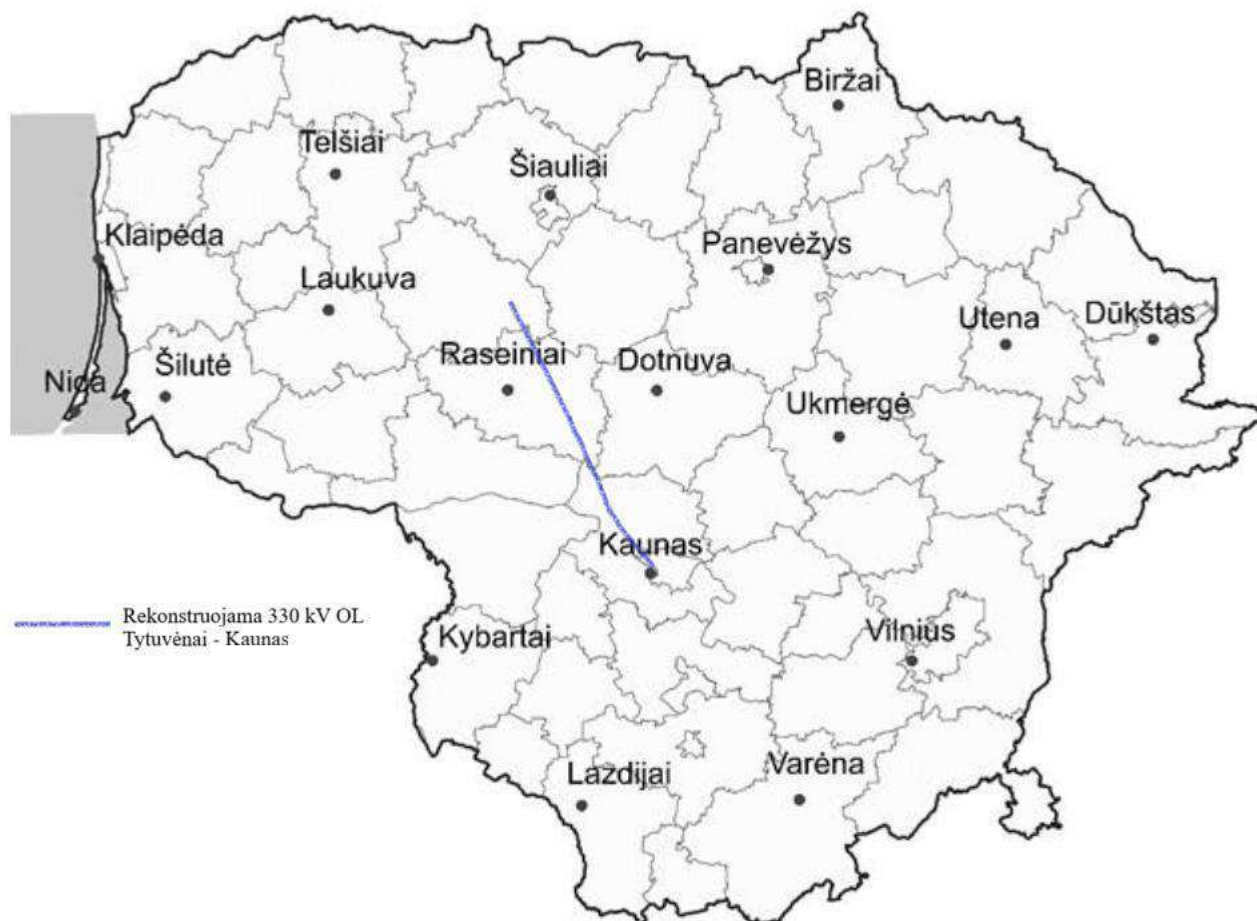 Biržai
Telšiai
Šiauliai
Klaipėda
Panevėžys
Laukuva
Utena
Dūkštas
Nida
Šilutė
Raseiniai
Dotnuva
Ukmergė
Kaunas
Rekonstruojama 330 kV OL
Tytuvėnai - Kaunas
Kybartai
Vilnius
Lazdijai
Varėna